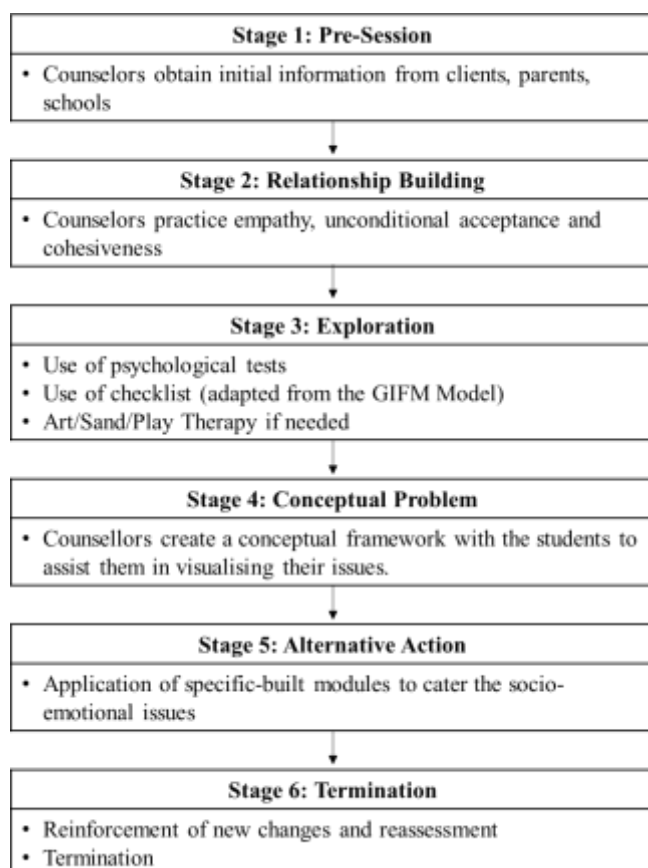 Stage 1: Pre-Session
• Counselors obtain initial information from clients, parents,
schools
Stage 2: Relationship Building
• Counselors practice empathy, unconditional acceptance and
cohesiveness
Stage 3: Exploration
• Use of psychological tests
• Use of checklist (adapted from the GIFM Model)
• Art/Sand/Play Therapy if needed
Stage 4: Conceptual Problem
• Counsellors create a conceptual framework with the students to
assist them in visualising their issues.
Stage 5: Alternative Action
• Application of specific-built modules to cater the socio-
emotional issues
Stage 6: Termination
• Reinforcement of new changes and reassessment
• Termination